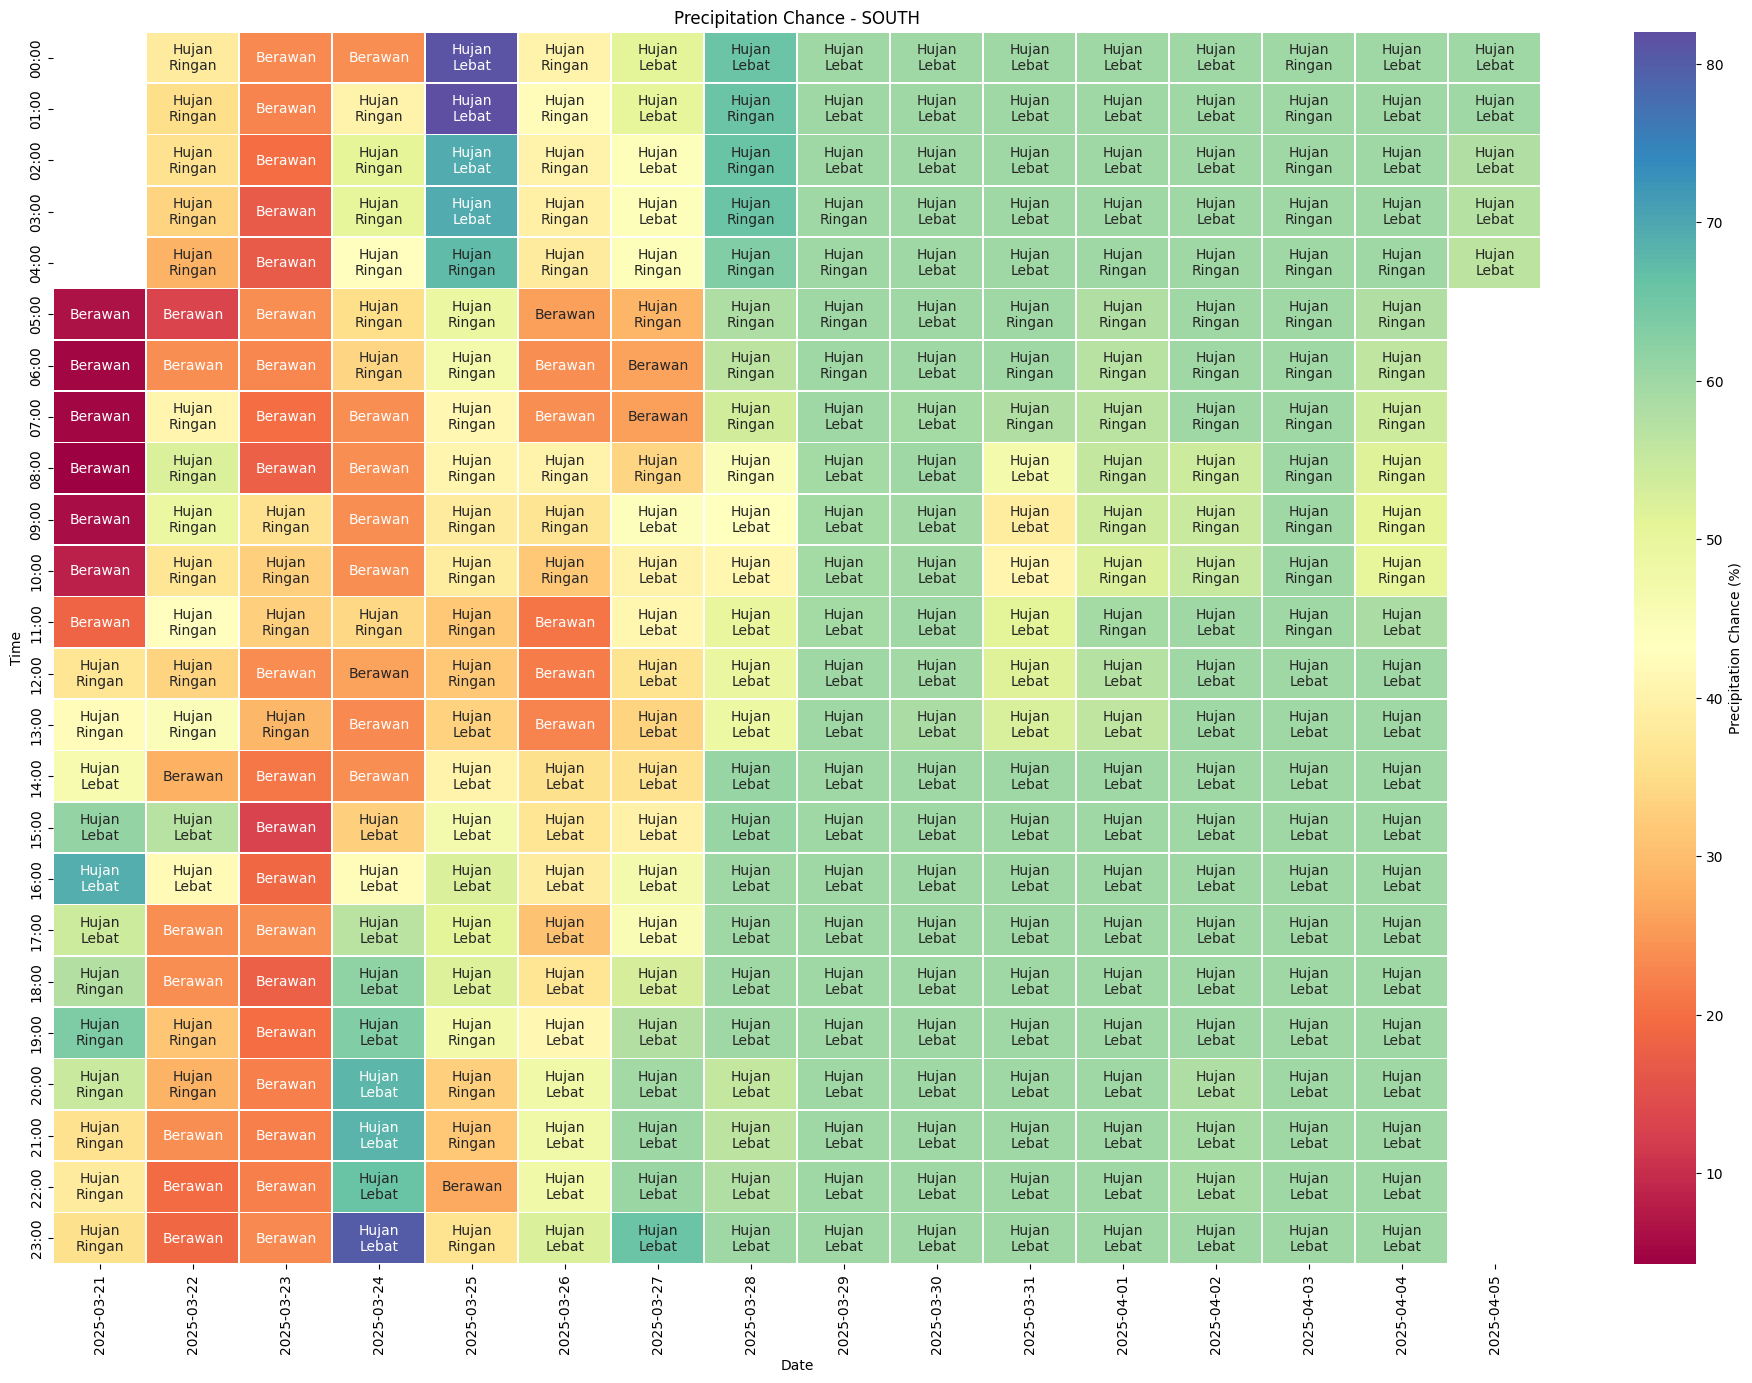 Precipitation Chance - SOUTH
00:00 Hujan Ringan Berawan Berawan Hujan Lebat Hujan Ringan Hujan Lebat Hujan Lebat Hujan Lebat Hujan Lebat Hujan Lebat Hujan Lebat Hujan Lebat Hujan Ringan Hujan Lebat Hujan Lebat
01:00 Hujan Ringan Berawan Hujan Ringan Hujan Lebat Hujan Ringan Hujan Lebat Hujan Ringan Hujan Lebat Hujan Lebat Hujan Lebat Hujan Lebat Hujan Lebat Hujan Ringan Hujan Lebat Hujan Lebat
02:00 Hujan Ringan Berawan Hujan Ringan Hujan Lebat Hujan Ringan Hujan Lebat Hujan Ringan Hujan Lebat Hujan Lebat Hujan Lebat Hujan Lebat Hujan Lebat Hujan Ringan Hujan Lebat Hujan Lebat
03:00 Hujan Ringan Berawan Hujan Ringan Hujan Lebat Hujan Ringan Hujan Lebat Hujan Ringan Hujan Ringan Hujan Lebat Hujan Lebat Hujan Lebat Hujan Lebat Hujan Ringan Hujan Lebat Hujan Lebat
04:00 Hujan Ringan Berawan Hujan Ringan Hujan Ringan Hujan Ringan Hujan Ringan Hujan Ringan Hujan Ringan Hujan Lebat Hujan Lebat Hujan Ringan Hujan Ringan Hujan Ringan Hujan Ringan Hujan Lebat
05:00 Berawan Berawan Berawan Hujan Ringan Hujan Ringan Berawan Hujan Ringan Hujan Ringan Hujan Ringan Hujan Lebat Hujan Ringan Hujan Ringan Hujan Ringan Hujan Ringan Hujan Ringan
06:00 Berawan Berawan Berawan Hujan Ringan Hujan Ringan Berawan Berawan Hujan Ringan Hujan Ringan Hujan Lebat Hujan Ringan Hujan Ringan Hujan Ringan Hujan Ringan Hujan Ringan
07:00 Berawan Hujan Ringan Berawan Berawan Hujan Ringan Berawan Berawan Hujan Ringan Hujan Lebat Hujan Lebat Hujan Ringan Hujan Ringan Hujan Ringan Hujan Ringan Hujan Ringan
08:00 Berawan Hujan Ringan Berawan Berawan Hujan Ringan Hujan Ringan Hujan Ringan Hujan Ringan Hujan Lebat Hujan Lebat Hujan Lebat Hujan Ringan Hujan Ringan Hujan Ringan Hujan Ringan
09:00 Berawan Hujan Ringan Hujan Ringan Berawan Hujan Ringan Hujan Ringan Hujan Lebat Hujan Lebat Hujan Lebat Hujan Lebat Hujan Lebat Hujan Ringan Hujan Ringan Hujan Ringan Hujan Ringan
10:00 Berawan Hujan Ringan Hujan Ringan Berawan Hujan Ringan Hujan Ringan Hujan Lebat Hujan Lebat Hujan Lebat Hujan Lebat Hujan Lebat Hujan Ringan Hujan Ringan Hujan Ringan Hujan Ringan
11:00 Berawan Hujan Ringan Hujan Ringan Hujan Ringan Hujan Ringan Berawan Hujan Lebat Hujan Lebat Hujan Lebat Hujan Lebat Hujan Lebat Hujan Ringan Hujan Lebat Hujan Ringan Hujan Lebat
12:00 Hujan Ringan Hujan Ringan Berawan Berawan Hujan Ringan Berawan Hujan Lebat Hujan Lebat Hujan Lebat Hujan Lebat Hujan Lebat Hujan Lebat Hujan Lebat Hujan Lebat Hujan Lebat
13:00 Hujan Ringan Hujan Ringan Hujan Ringan Berawan Hujan Lebat Berawan Hujan Lebat Hujan Lebat Hujan Lebat Hujan Lebat Hujan Lebat Hujan Lebat Hujan Lebat Hujan Lebat Hujan Lebat
14:00 Hujan Lebat Berawan Berawan Berawan Hujan Lebat Hujan Lebat Hujan Lebat Hujan Lebat Hujan Lebat Hujan Lebat Hujan Lebat Hujan Lebat Hujan Lebat Hujan Lebat Hujan Lebat
15:00 Hujan Lebat Hujan Lebat Berawan Hujan Lebat Hujan Lebat Hujan Lebat Hujan Lebat Hujan Lebat Hujan Lebat Hujan Lebat Hujan Lebat Hujan Lebat Hujan Lebat Hujan Lebat Hujan Lebat
16:00 Hujan Lebat Hujan Lebat Berawan Hujan Lebat Hujan Lebat Hujan Lebat Hujan Lebat Hujan Lebat Hujan Lebat Hujan Lebat Hujan Lebat Hujan Lebat Hujan Lebat Hujan Lebat Hujan Lebat
17:00 Hujan Lebat Berawan Berawan Hujan Lebat Hujan Lebat Hujan Lebat Hujan Lebat Hujan Lebat Hujan Lebat Hujan Lebat Hujan Lebat Hujan Lebat Hujan Lebat Hujan Lebat Hujan Lebat
18:00 Hujan Ringan Berawan Berawan Hujan Lebat Hujan Lebat Hujan Lebat Hujan Lebat Hujan Lebat Hujan Lebat Hujan Lebat Hujan Lebat Hujan Lebat Hujan Lebat Hujan Lebat Hujan Lebat
19:00 Hujan Ringan Hujan Ringan Berawan Hujan Lebat Hujan Ringan Hujan Lebat Hujan Lebat Hujan Lebat Hujan Lebat Hujan Lebat Hujan Lebat Hujan Lebat Hujan Lebat Hujan Lebat Hujan Lebat
20:00 Hujan Ringan Hujan Ringan Berawan Hujan Lebat Hujan Ringan Hujan Lebat Hujan Lebat Hujan Lebat Hujan Lebat Hujan Lebat Hujan Lebat Hujan Lebat Hujan Lebat Hujan Lebat Hujan Lebat
21:00 Hujan Ringan Berawan Berawan Hujan Lebat Hujan Ringan Hujan Lebat Hujan Lebat Hujan Lebat Hujan Lebat Hujan Lebat Hujan Lebat Hujan Lebat Hujan Lebat Hujan Lebat Hujan Lebat
22:00 Hujan Ringan Berawan Berawan Hujan Lebat Berawan Hujan Lebat Hujan Lebat Hujan Lebat Hujan Lebat Hujan Lebat Hujan Lebat Hujan Lebat Hujan Lebat Hujan Lebat Hujan Lebat
23:00 Hujan Ringan Berawan Berawan Hujan Lebat Hujan Ringan Hujan Lebat Hujan Lebat Hujan Lebat Hujan Lebat Hujan Lebat Hujan Lebat Hujan Lebat Hujan Lebat Hujan Lebat Hujan Lebat
Time
2025-03-21
2025-03-22
2025-03-23
2025-03-24
2025-03-25
2025-03-26
2025-03-27
2025-03-28
2025-03-29
2025-03-30
2025-03-31
2025-04-01
2025-04-02
2025-04-03
2025-04-04
2025-04-05
Date
80
70
60
50
40
30
20
10
Precipitation Chance (%)